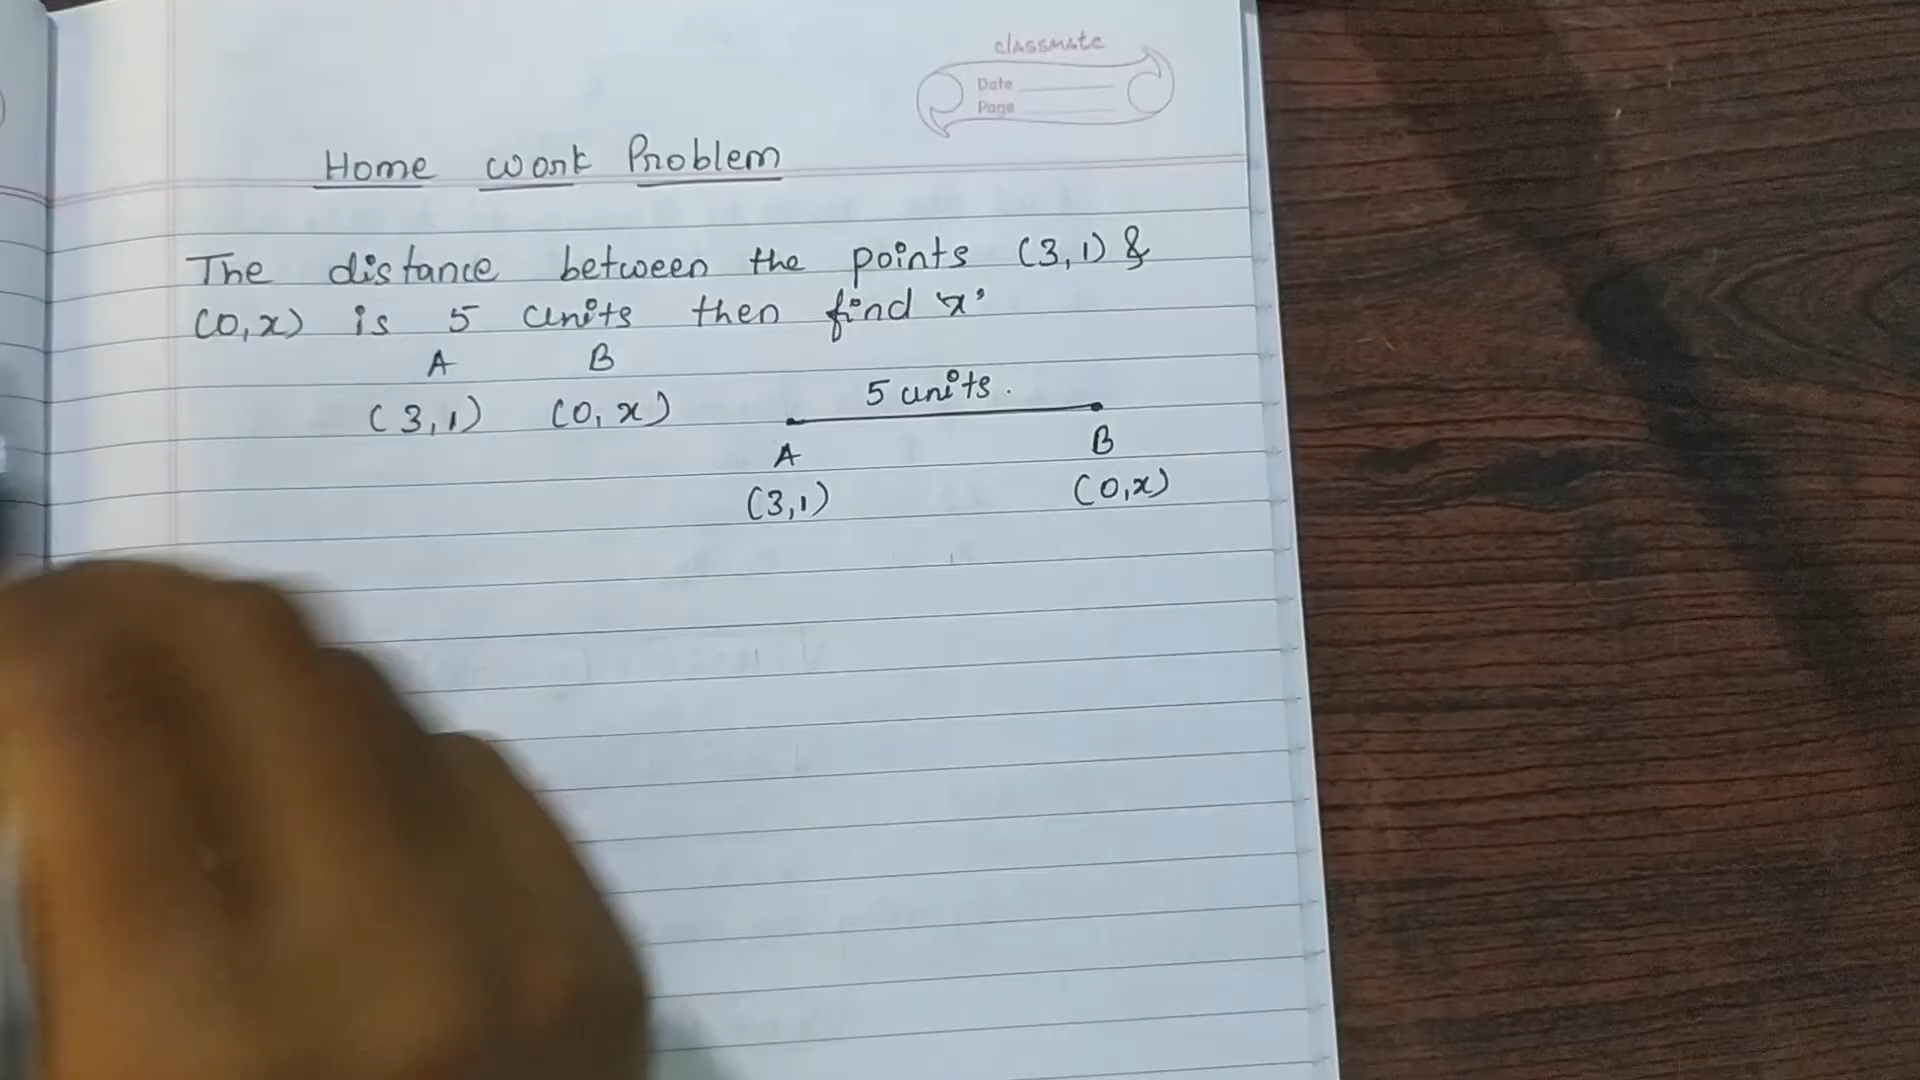 classmate
Date
Page
Home work Problem
The distance between the points (3,1) &
(0,x) is 5 units then find 'x'
A B
(3,1) (0,x)
5 units.
A B
(3,1) (0,x)